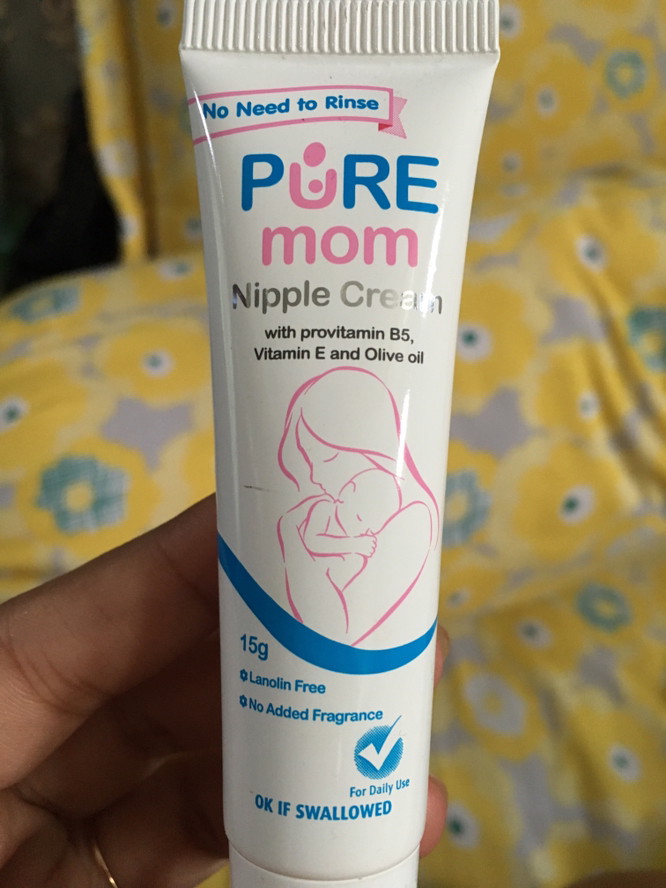 No Need to Rinse
PURE
mom
Nipple Cream
with provitamin B5,
Vitamin E and Olive oil
15g
Lanolin Free
No Added Fragrance
For Daily Use
OK IF SWALLOWED